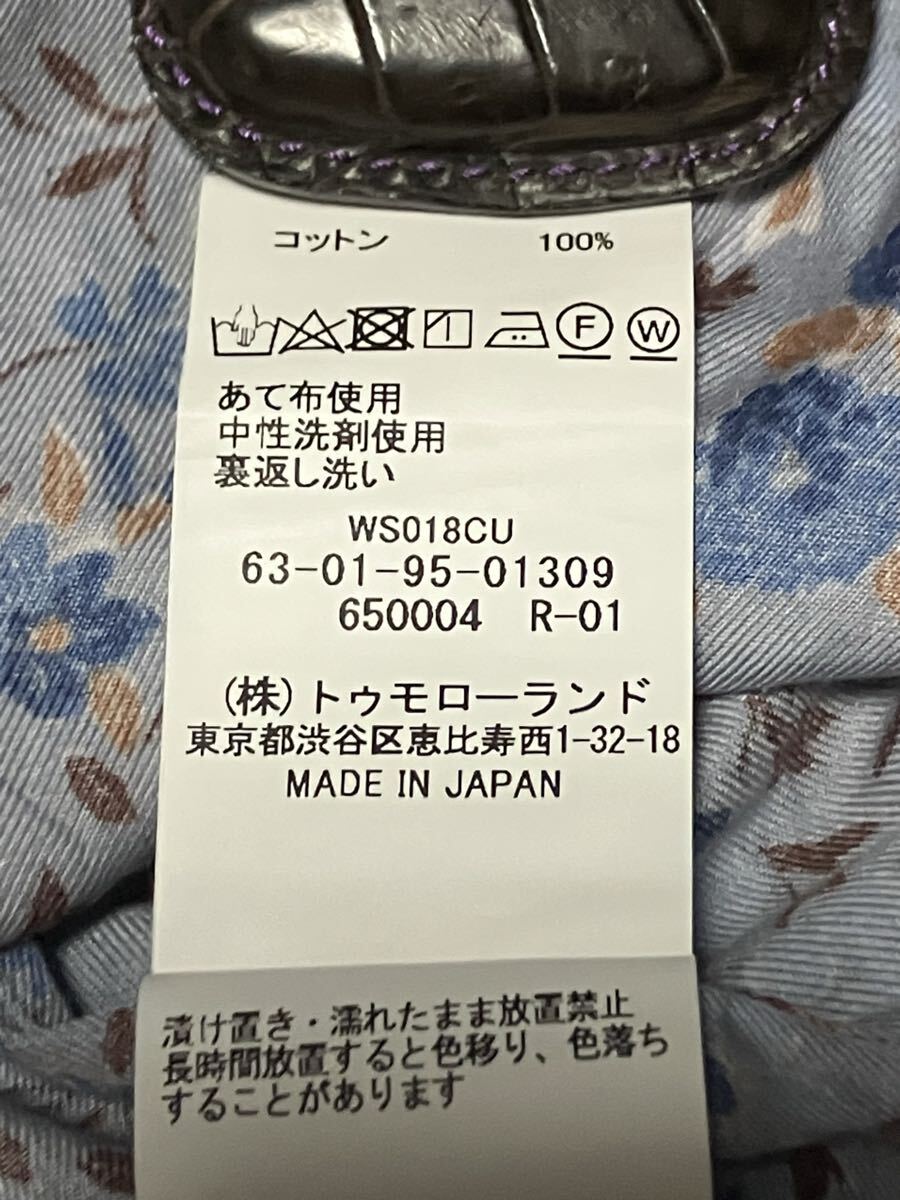 コットン 100%
F W
あて布使用
中性洗剤使用
裏返し洗い
WS018CU
63-01-95-01309
650004 R-01
(株)トゥモローランド
東京都渋谷区恵比寿西1-32-18
MADE IN JAPAN
漬け置き・濡れたまま放置禁止
長時間放置すると色移り、色落ち
することがあります